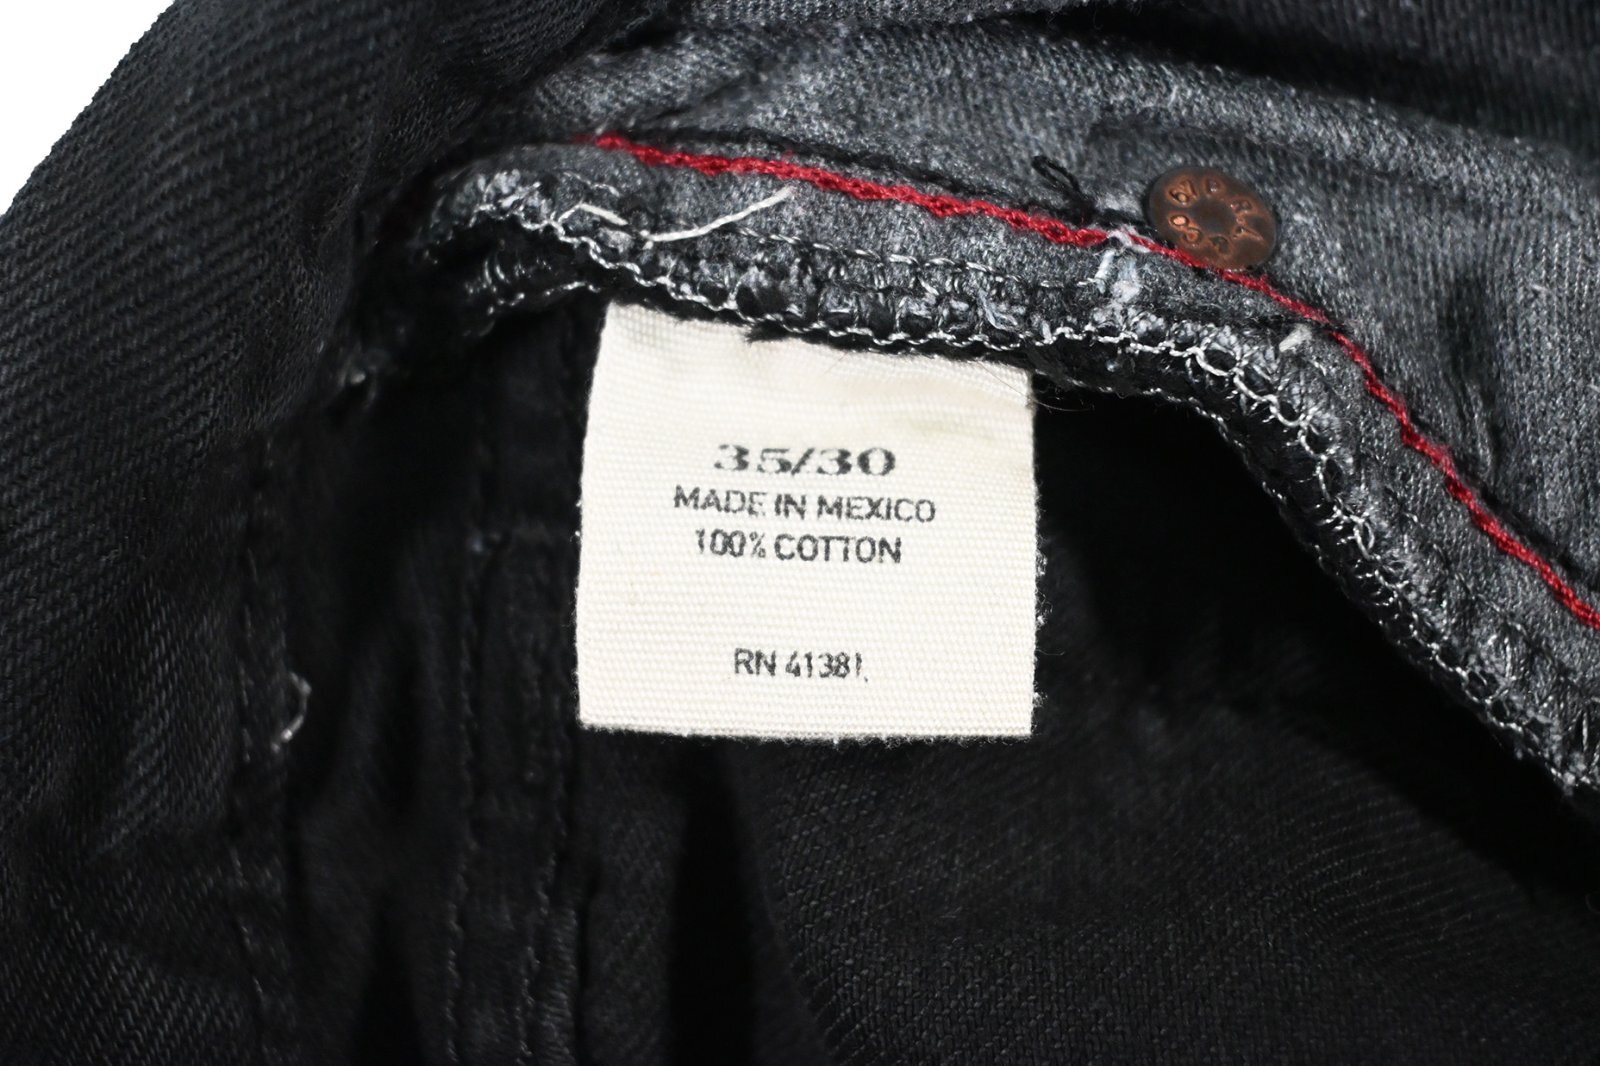 35/30
MADE IN MEXICO
100% COTTON
RN 41381